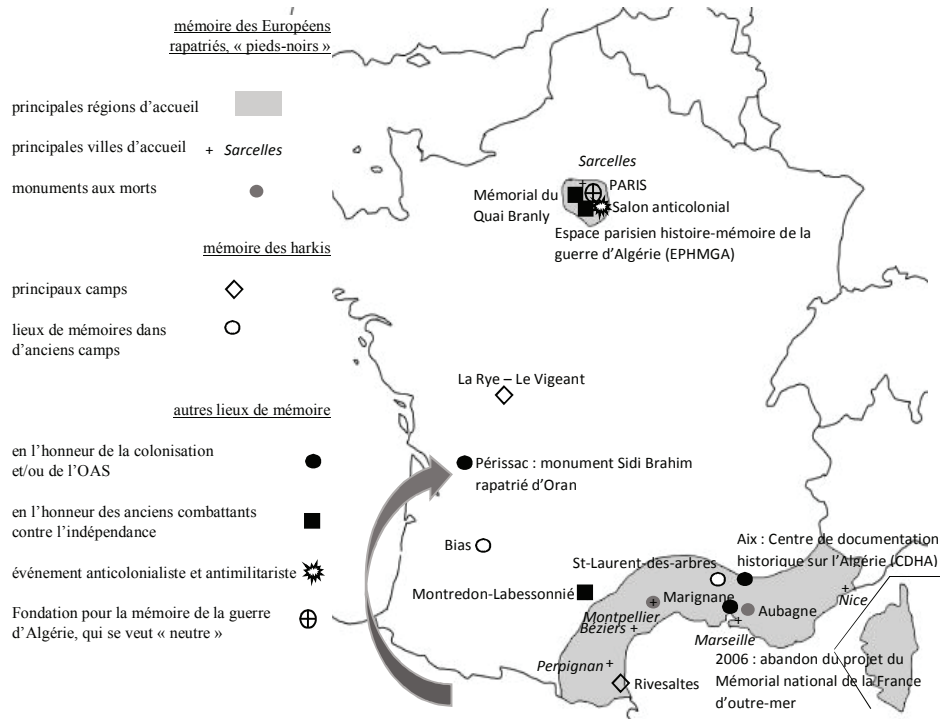 mémoire des Européens
rapatriés, « pieds-noirs »
principales régions d'accueil
principales villes d'accueil + Sarcelles
monuments aux morts
mémoire des harkis
principaux camps
lieux de mémoires dans
d'anciens camps
autres lieux de mémoire
en l'honneur de la colonisation
et/ou de l'OAS
en l'honneur des anciens combattants
contre l'indépendance
événement anticolonialiste et antimilitariste
Fondation pour la mémoire de la guerre
d'Algérie, qui se veut « neutre »
Sarcelles
PARIS
Mémorial du
Quai Branly
Salon anticolonial
Espace parisien histoire-mémoire de la
guerre d'Algérie (EPHMGA)
La Rye – Le Vigeant
Périssac : monument Sidi Brahim
rapatrié d'Oran
Bias
Aix : Centre de documentation
historique sur l'Algérie (CDHA)
St-Laurent-des-arbres
Montredon-Labessonnié
Marignane
Nice
Montpellier
Aubagne
Béziers
Marseille
Perpignan
2006 : abandon du projet du
Mémorial national de la France
d'outre-mer
Rivesaltes